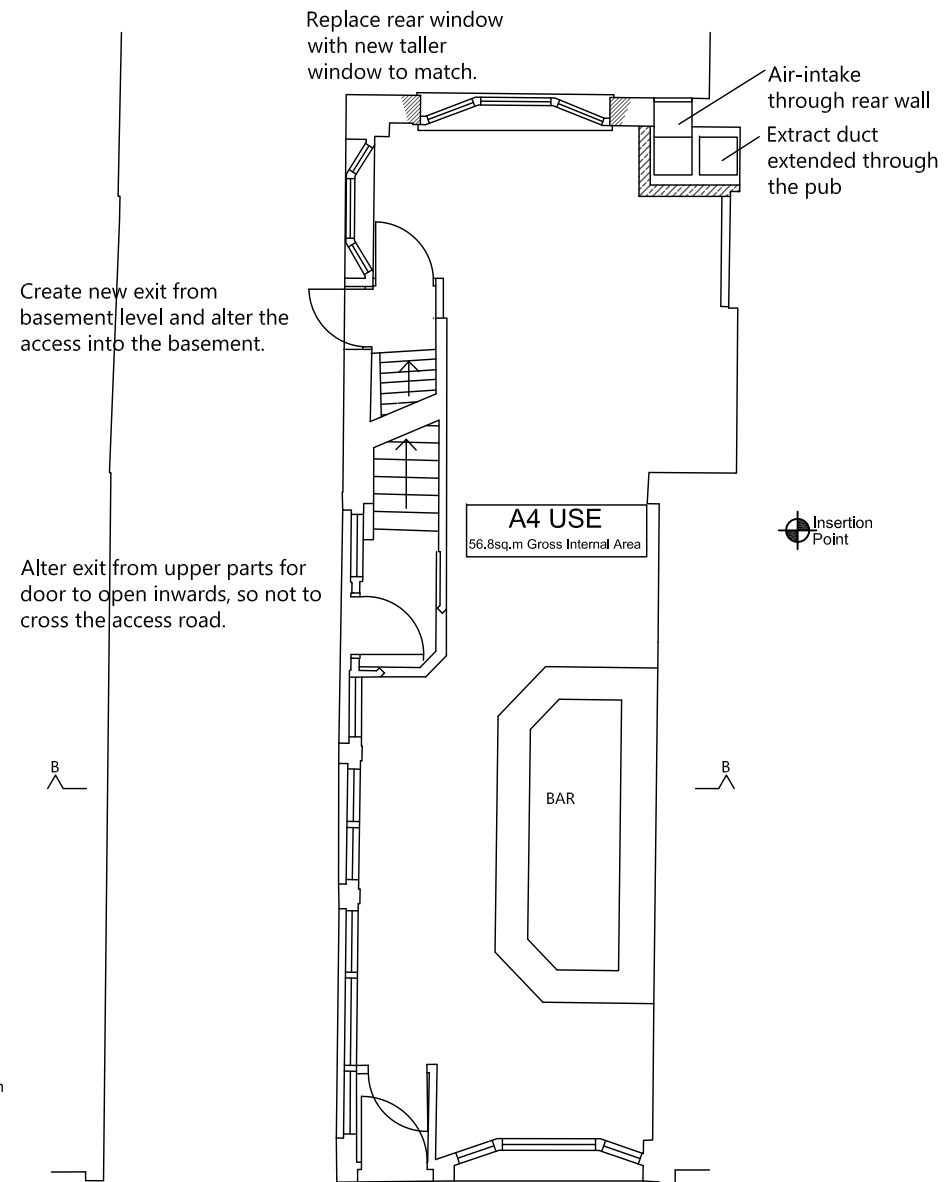 Replace rear window
with new taller
window to match.
Air-intake
through rear wall
Extract duct
extended through
the pub
Create new exit from
basement level and alter the
access into the basement.
A4 USE
56.8sq.m Gross Internal Area
Insertion
Point
Alter exit from upper parts for
door to open inwards, so not to
cross the access road.
B
B
BAR